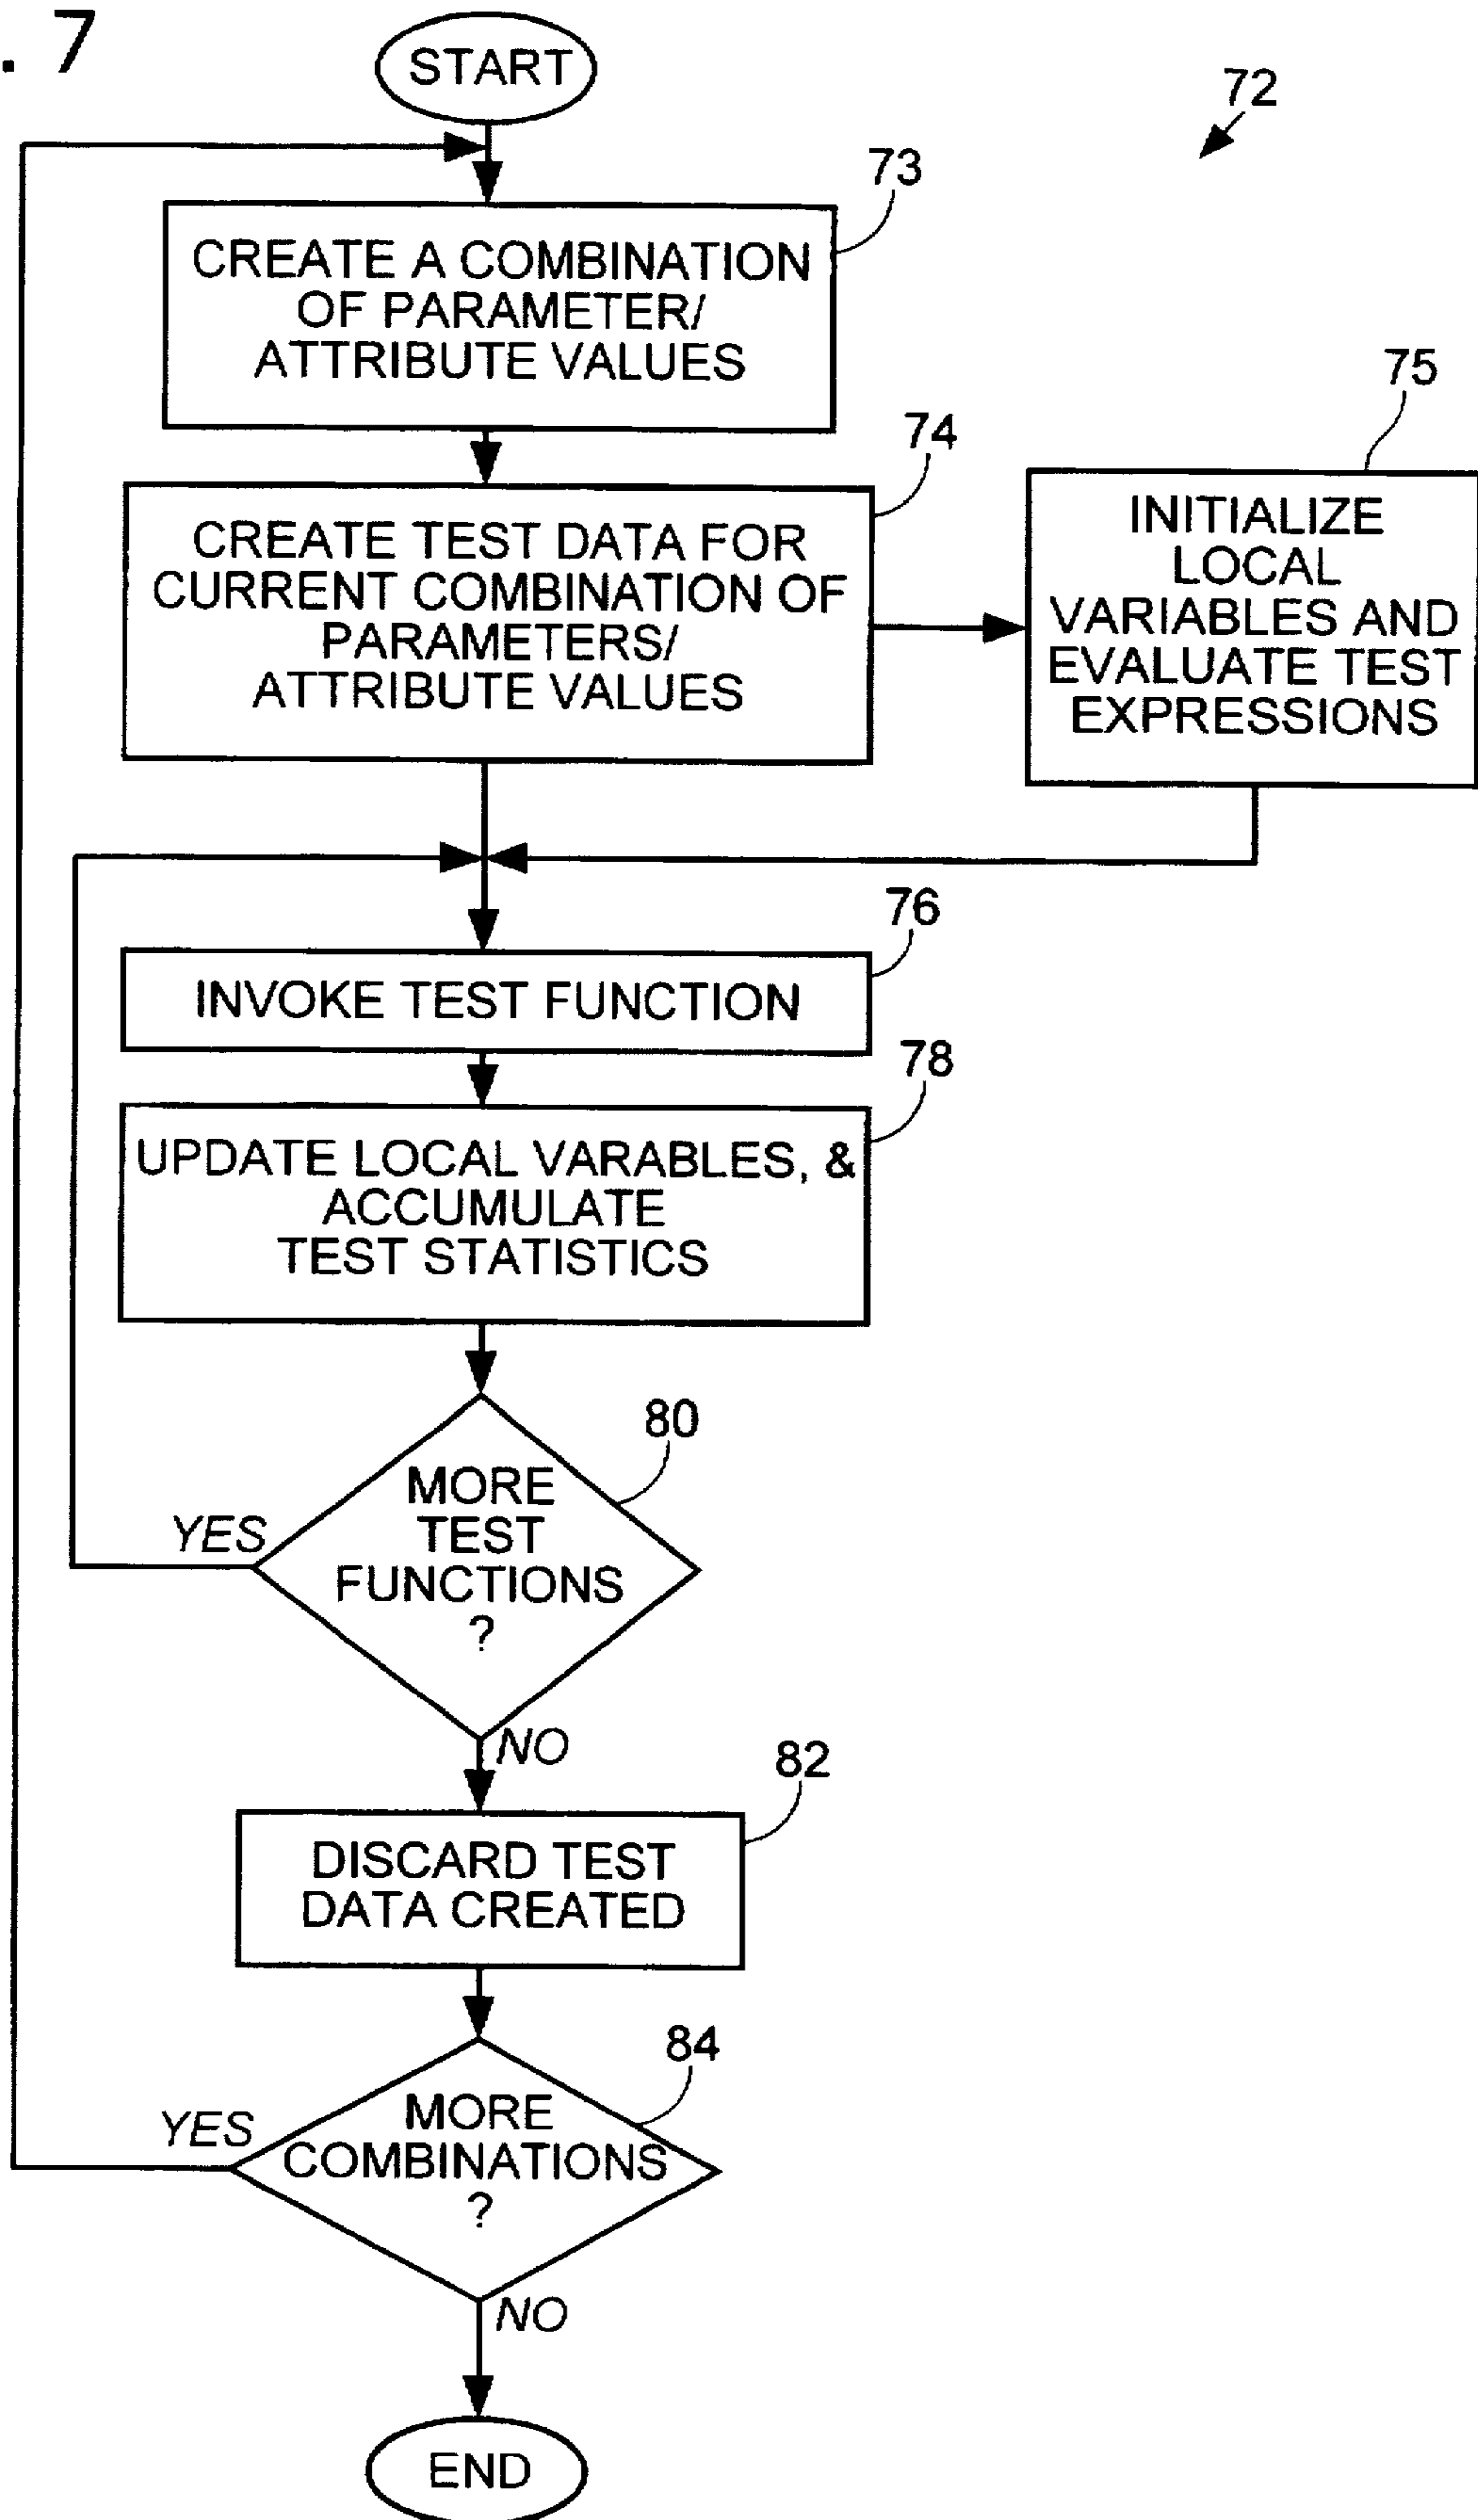 . 7
START
72
73
CREATE A COMBINATION
OF PARAMETER/
ATTRIBUTE VALUES
74
CREATE TEST DATA FOR
CURRENT COMBINATION OF
PARAMETERS/
ATTRIBUTE VALUES
75
INITIALIZE
LOCAL
VARIABLES AND
EVALUATE TEST
EXPRESSIONS
76
INVOKE TEST FUNCTION
78
UPDATE LOCAL VARABLES, &
ACCUMULATE
TEST STATISTICS
80
MORE
TEST
FUNCTIONS
?
YES
NO
82
DISCARD TEST
DATA CREATED
84
MORE
COMBINATIONS
?
YES
NO
END